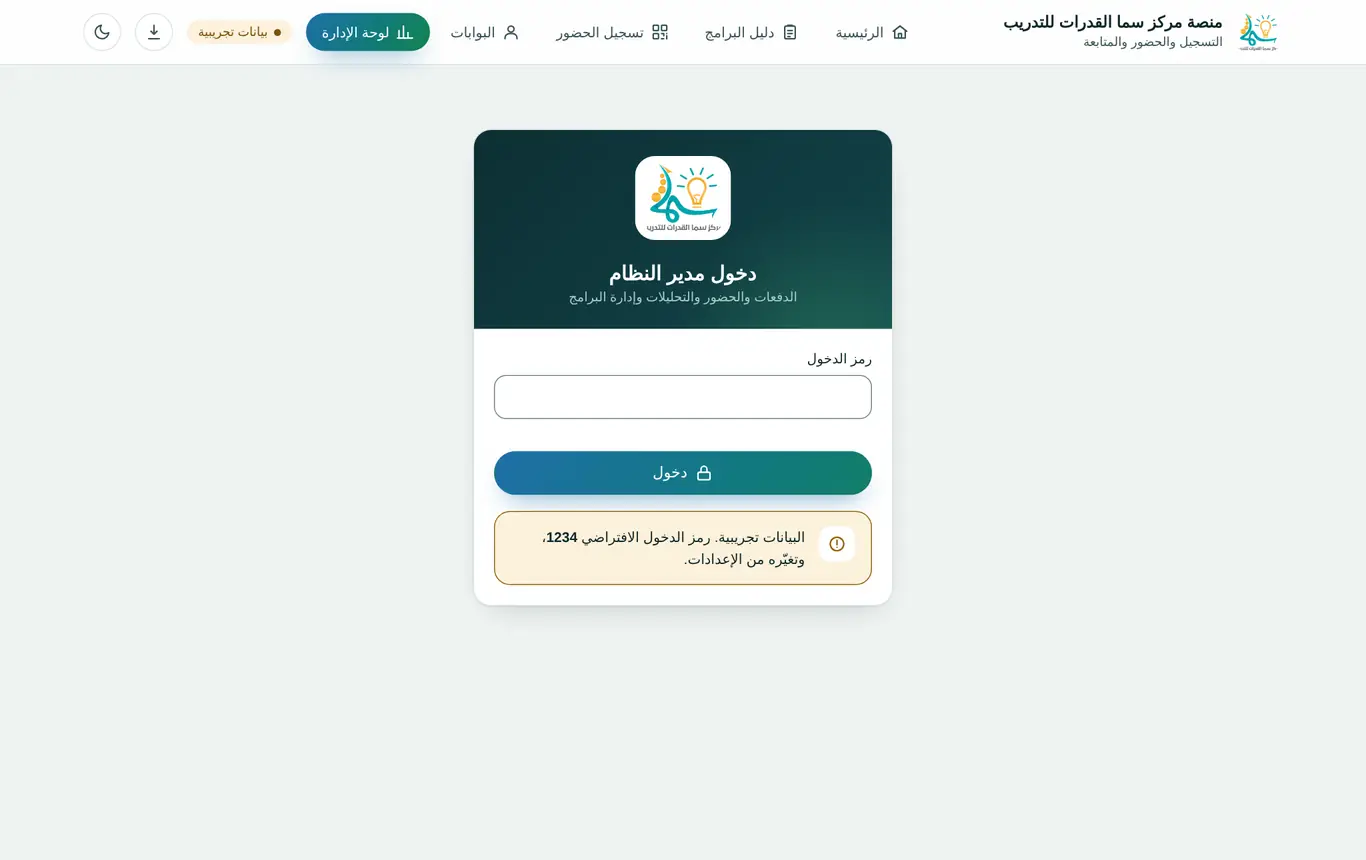 منصة مركز سما القدرات للتدريب
التسجيل والحضور والمتابعة
الرئيسية
دليل البرامج
تسجيل الحضور
البوابات
لوحة الإدارة
بيانات تجريبية
مركز سما القدرات للتدريب
دخول مدير النظام
الدفعات والحضور والتحليلات وإدارة البرامج
رمز الدخول
دخول
البيانات تجريبية. رمز الدخول الافتراضي 1234،
وتغيّره من الإعدادات.